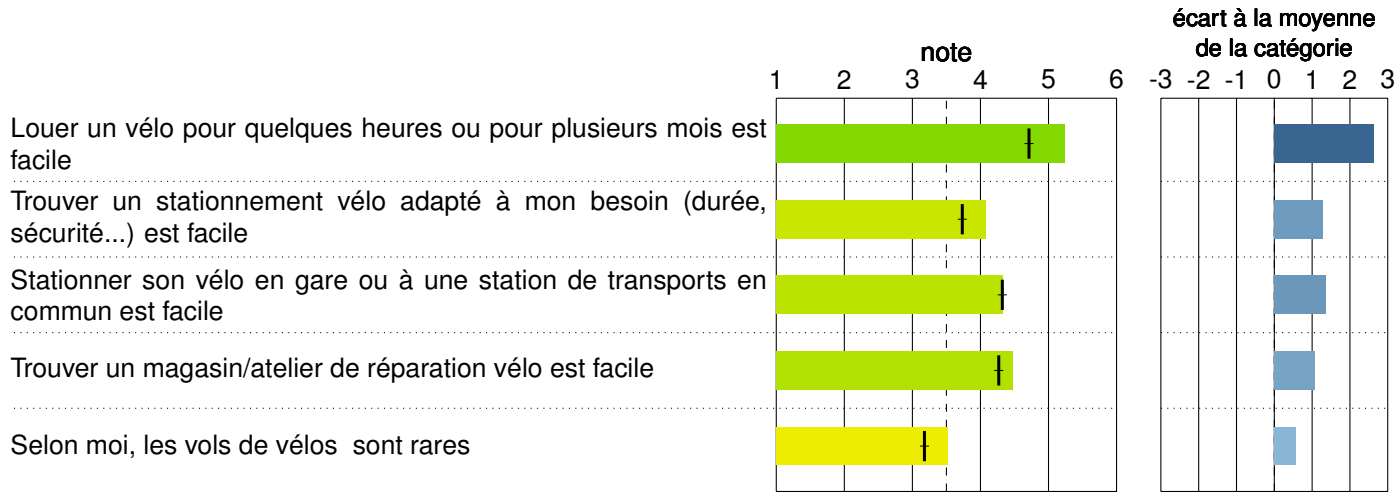 écart à la moyenne
note de la catégorie
1 2 3 4 5 6 -3 -2 -1 0 1 2 3
Louer un vélo pour quelques heures ou pour plusieurs mois est
facile
Trouver un stationnement vélo adapté à mon besoin (durée,
sécurité...) est facile
Stationner son vélo en gare ou à une station de transports en
commun est facile
Trouver un magasin/atelier de réparation vélo est facile
Selon moi, les vols de vélos sont rares